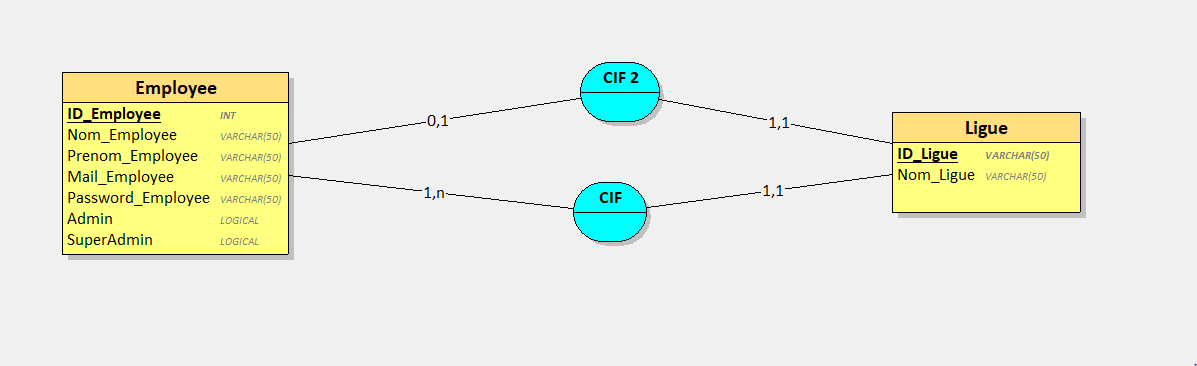 Employee
ID_Employee INT
Nom_Employee VARCHAR(50)
Prenom_Employee VARCHAR(50)
Mail_Employee VARCHAR(50)
Password_Employee VARCHAR(50)
Admin LOGICAL
SuperAdmin LOGICAL
0,1
CIF 2
1,1
1,n
CIF
1,1
Ligue
ID_Ligue VARCHAR(50)
Nom_Ligue VARCHAR(50)